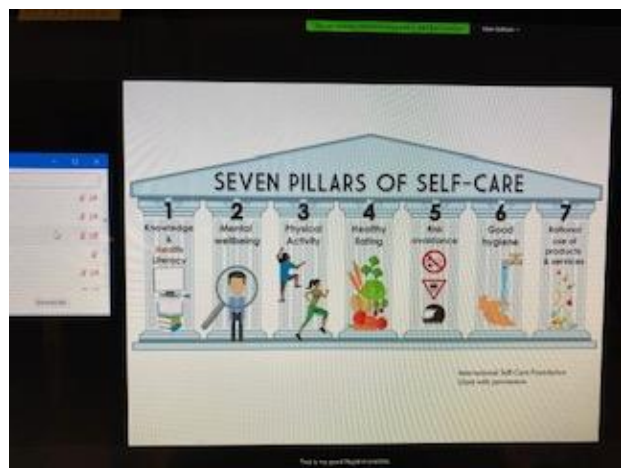 SEVEN PILLARS OF SELF-CARE
1
Knowledge
&
Health
Literacy
2
Mental
wellbeing
3
Physical
Activity
4
Healthy
Eating
5
Risk
avoidance
6
Good
hygiene
7
Rational
use of
products
& services
International Self-Care Foundation
Used with permission